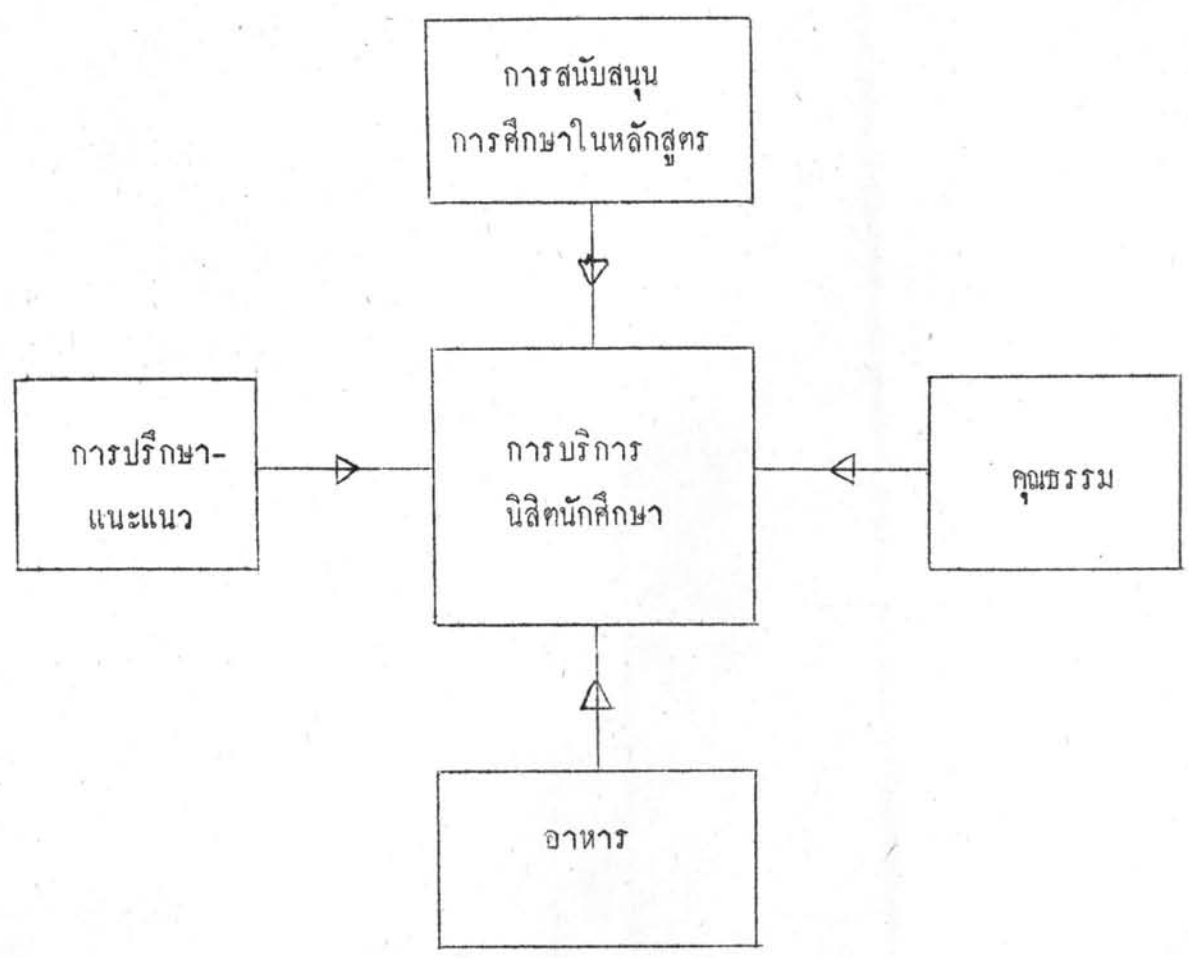 การสนับสนุน
การศึกษาในหลักสูตร
การปรึกษา-
แนะแนว
การบริการ
นิสิตนักศึกษา
คุณธรรม
อาหาร